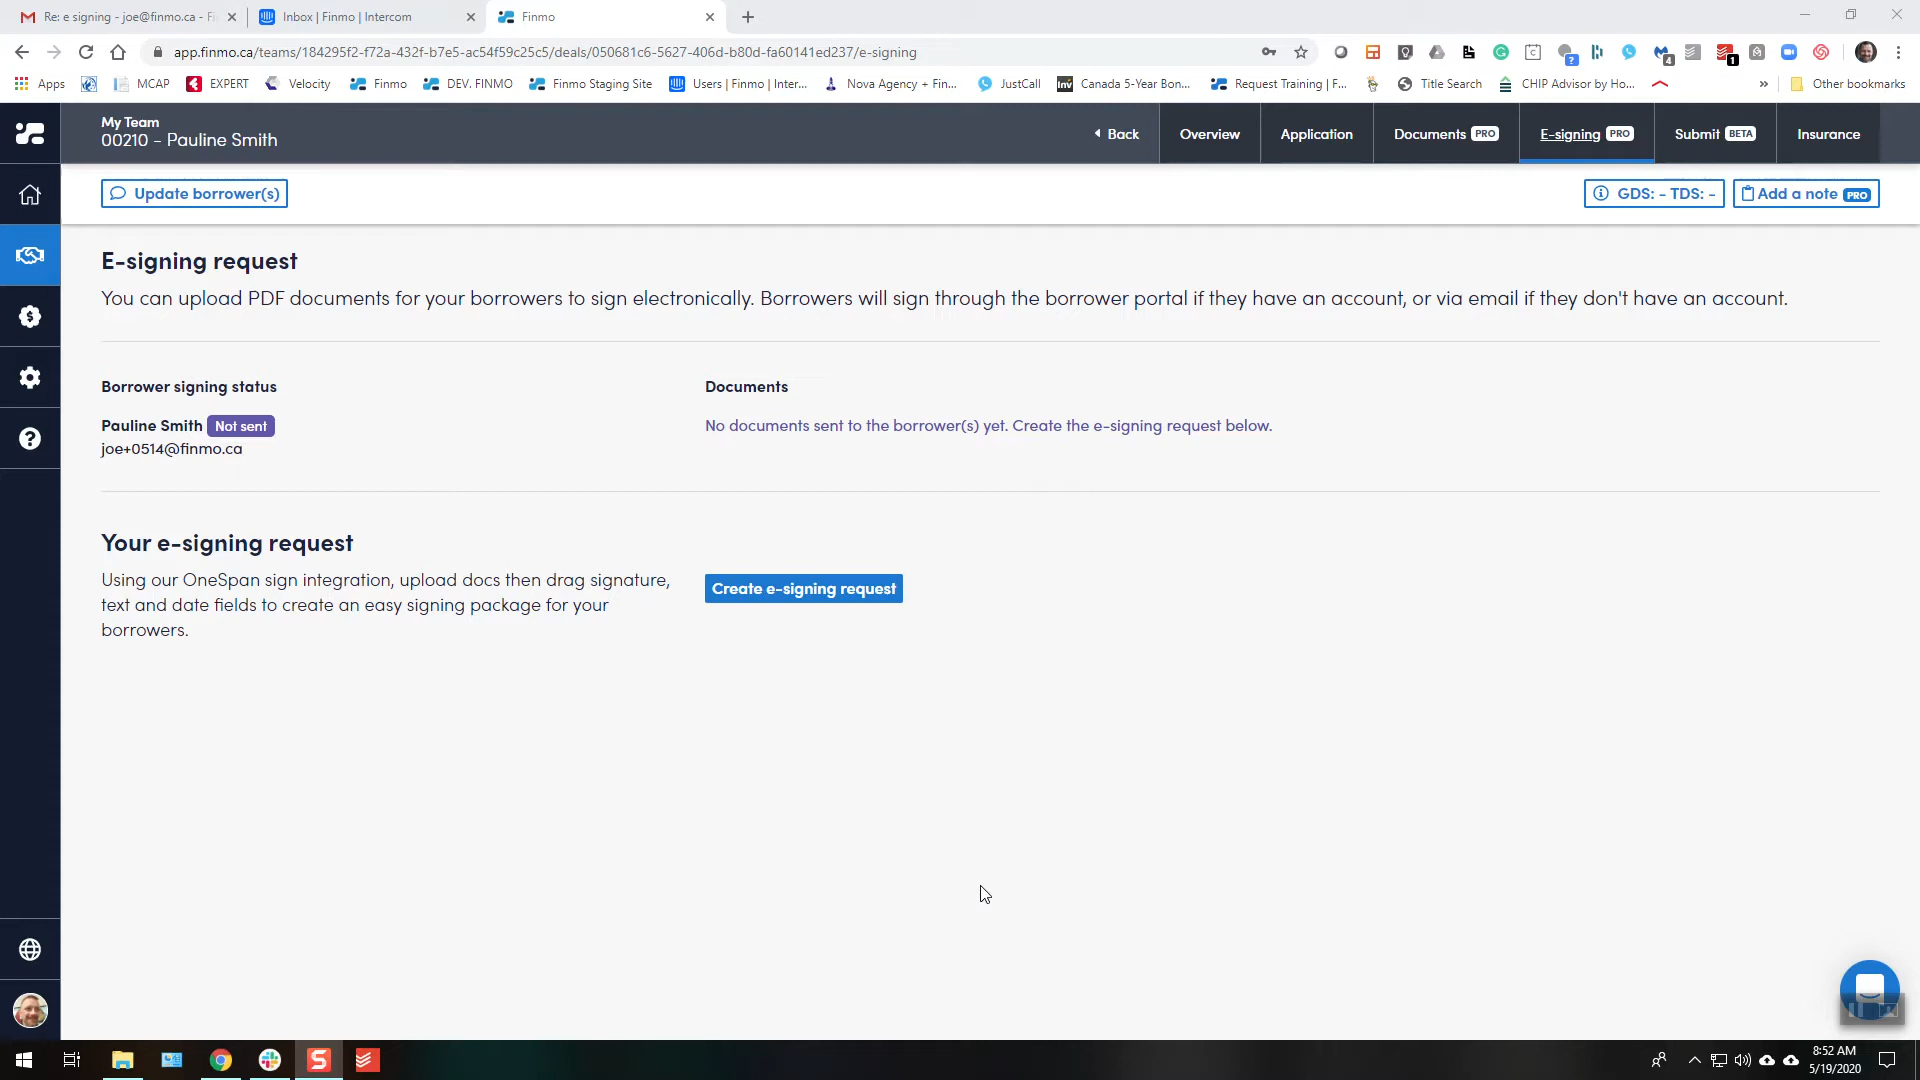 Re: e signing - joe@finmo.ca - Fi
Inbox | Finmo | Intercom
Finmo
app.finmo.ca/teams/184295f2-f72a-432f-b7e5-ac54f59c25c5/deals/050681c6-5627-406d-b80d-fa60141ed237/e-signing
Apps
MCAP
EXPERT
Velocity
Finmo
DEV. FINMO
Finmo Staging Site
Users | Finmo | Inter...
Nova Agency + Fin...
JustCall
Canada 5-Year Bon...
Request Training | F...
Title Search
CHIP Advisor by Ho...
Other bookmarks
My Team
00210 - Pauline Smith
Back
Overview
Application
Documents PRO
E-signing PRO
Submit BETA
Insurance
Update borrower(s)
GDS: - TDS: -
Add a note PRO
E-signing request
You can upload PDF documents for your borrowers to sign electronically. Borrowers will sign through the borrower portal if they have an account, or via email if they don't have an account.
Borrower signing status
Pauline Smith Not sent
joe+0514@finmo.ca
Documents
No documents sent to the borrower(s) yet. Create the e-signing request below.
Your e-signing request
Using our OneSpan sign integration, upload docs then drag signature,
text and date fields to create an easy signing package for your
borrowers.
Create e-signing request
8:52 AM
5/19/2020